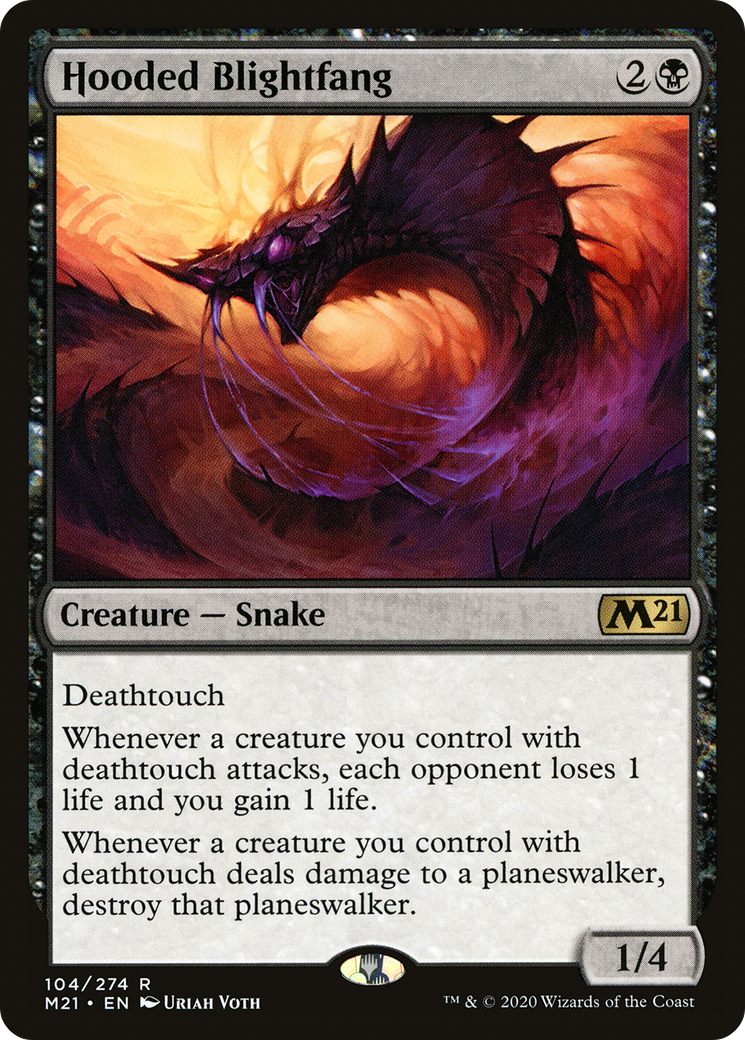 Hooded Blightfang 2
Creature — Snake M21
Deathtouch
Whenever a creature you control with
deathtouch attacks, each opponent loses 1
life and you gain 1 life.
Whenever a creature you control with
deathtouch deals damage to a planeswalker,
destroy that planeswalker.
1/4
104/274 R
M21 • EN Uriah Voth ™ & © 2020 Wizards of the Coast